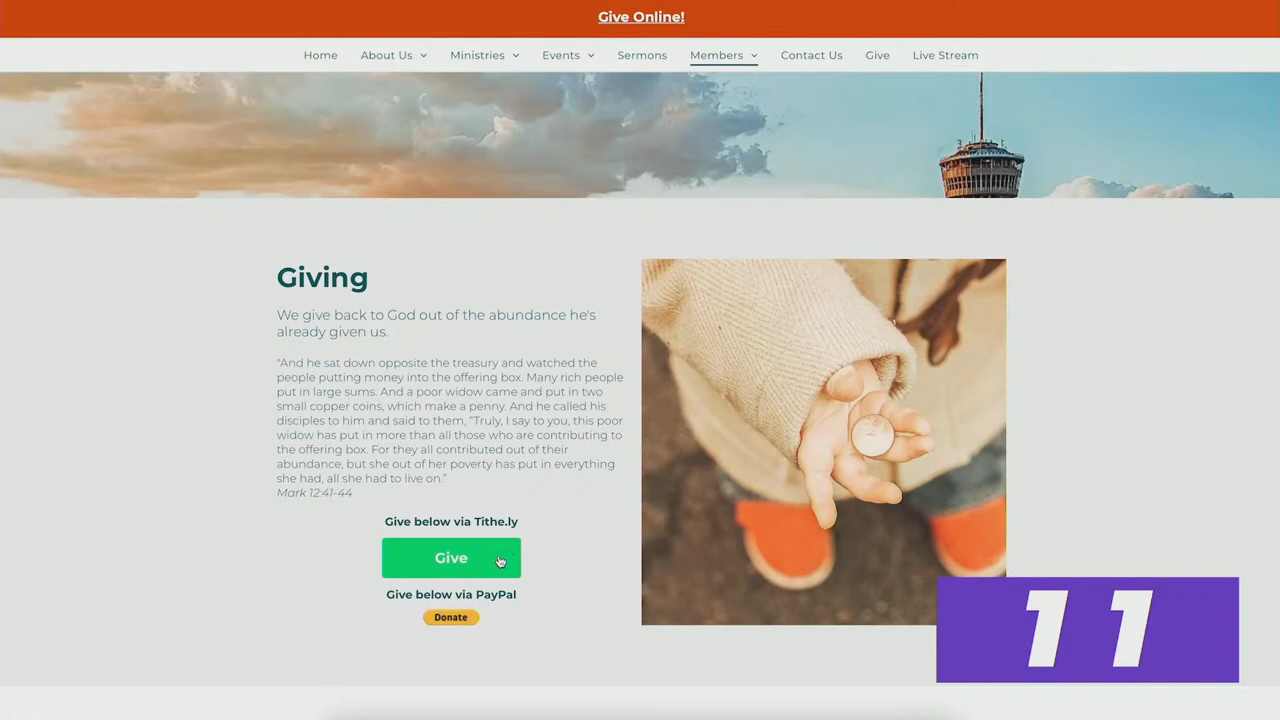 Give Online!
Home About Us Ministries Events Sermons Members Contact Us Give Live Stream
Giving
We give back to God out of the abundance he's
already given us.
"And he sat down opposite the treasury and watched the
people putting money into the offering box. Many rich people
put in large sums. And a poor widow came and put in two
small copper coins, which make a penny. And he called his
disciples to him and said to them, “Truly, I say to you, this poor
widow has put in more than all those who are contributing to
the offering box. For they all contributed out of their
abundance, but she out of her poverty has put in everything
she had, all she had to live on.”
Mark 12:41-44
Give below via Tithe.ly
Give
Give below via PayPal
Donate
11